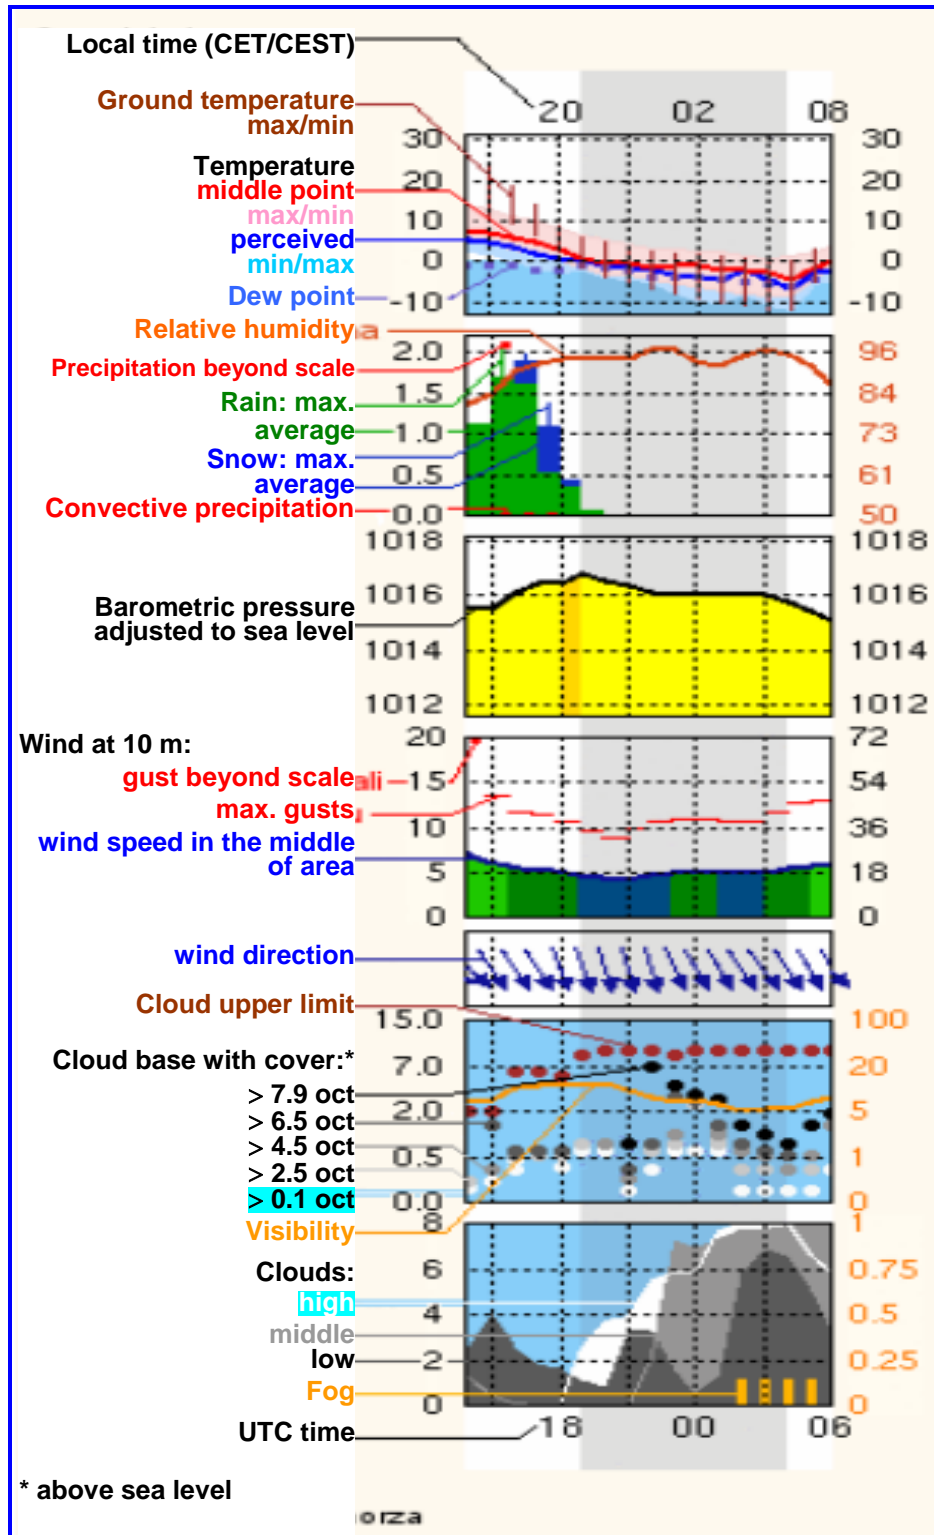 Local time (CET/CEST)
20 02 08
Ground temperature
max/min
30 30
Temperature
20 20
middle point
max/min
10 10
perceived
min/max
0 0
Dew point
-10 -10
Relative humidity
a
2.0 96
Precipitation beyond scale
Rain: max.
1.5 84
average
1.0 73
Snow: max.
average
0.5 61
Convective precipitation
0.0 50
1018 1018
Barometric pressure
adjusted to sea level
1016 1016
1014 1014
1012 1012
Wind at 10 m:
20 72
gust beyond scale
ali
15 54
max. gusts
10 36
wind speed in the middle
of area
5 18
0 0
wind direction
Cloud upper limit
15.0 100
Cloud base with cover:*
7.0 20
> 7.9 oct
> 6.5 oct
2.0 5
> 4.5 oct
0.5 1
> 2.5 oct
> 0.1 oct
0.0 0
Visibility
8 1
Clouds:
6 0.75
high
4 0.5
middle
low
2 0.25
Fog
0 0
UTC time
18 00 06
* above sea level
orza